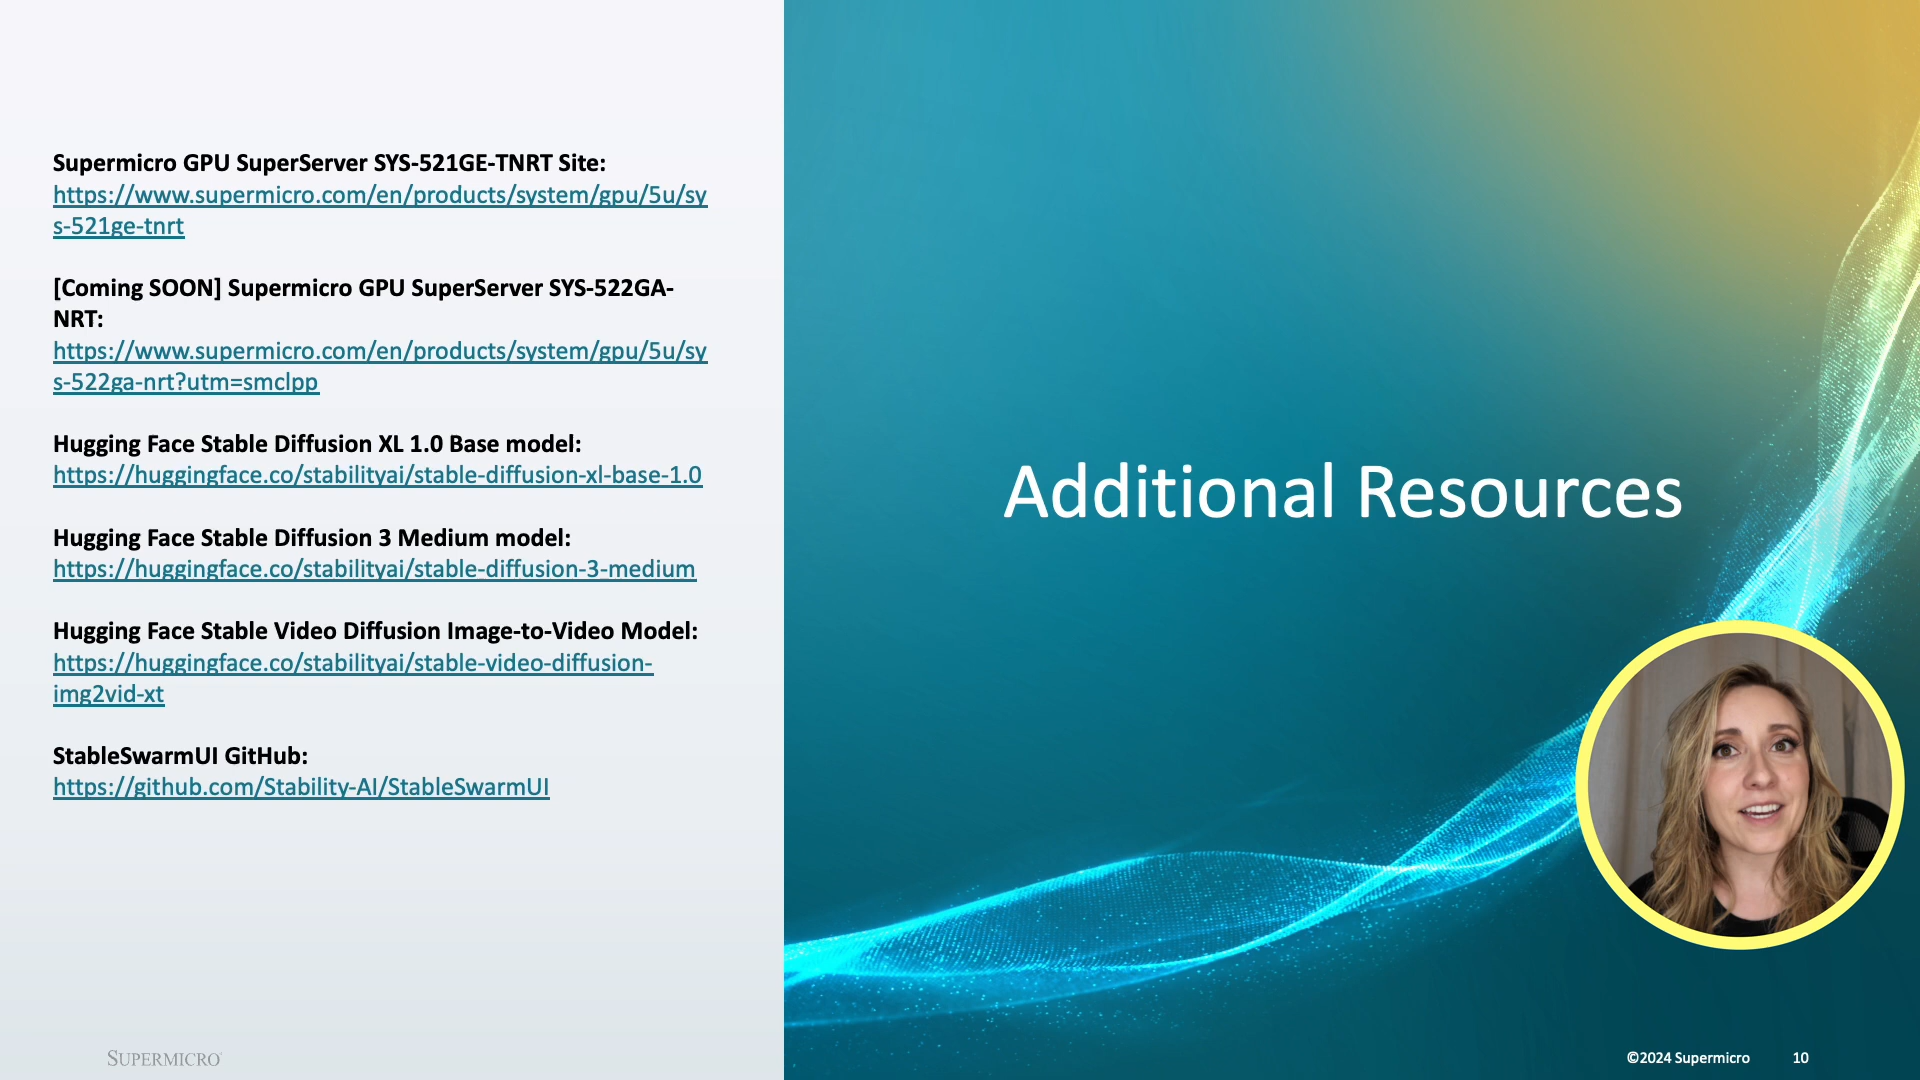 Supermicro GPU SuperServer SYS-521GE-TNRT Site:
https://www.supermicro.com/en/products/system/gpu/5u/sy
s-521ge-tnrt
[Coming SOON] Supermicro GPU SuperServer SYS-522GA-
NRT:
https://www.supermicro.com/en/products/system/gpu/5u/sy
s-522ga-nrt?utm=smclpp
Hugging Face Stable Diffusion XL 1.0 Base model:
https://huggingface.co/stabilityai/stable-diffusion-xl-base-1.0
Hugging Face Stable Diffusion 3 Medium model:
https://huggingface.co/stabilityai/stable-diffusion-3-medium
Hugging Face Stable Video Diffusion Image-to-Video Model:
https://huggingface.co/stabilityai/stable-video-diffusion-
img2vid-xt
StableSwarmUI GitHub:
https://github.com/Stability-AI/StableSwarmUI
Additional Resources
SUPERMICRO
©2024 Supermicro
10